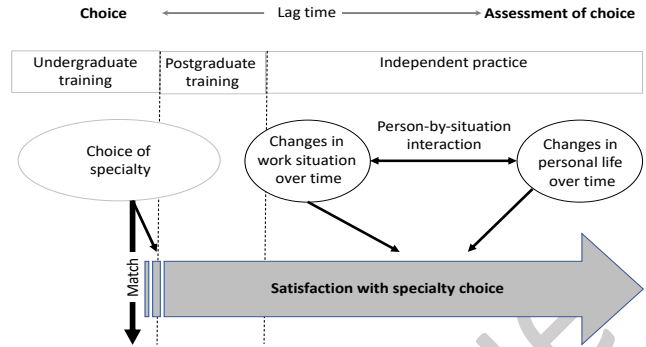 Choice
Lag time
Assessment of choice
Undergraduate
training
Postgraduate
training
Independent practice
Choice of
specialty
Changes in
work situation
over time
Person-by-situation
interaction
Changes in
personal life
over time
Match
Satisfaction with specialty choice